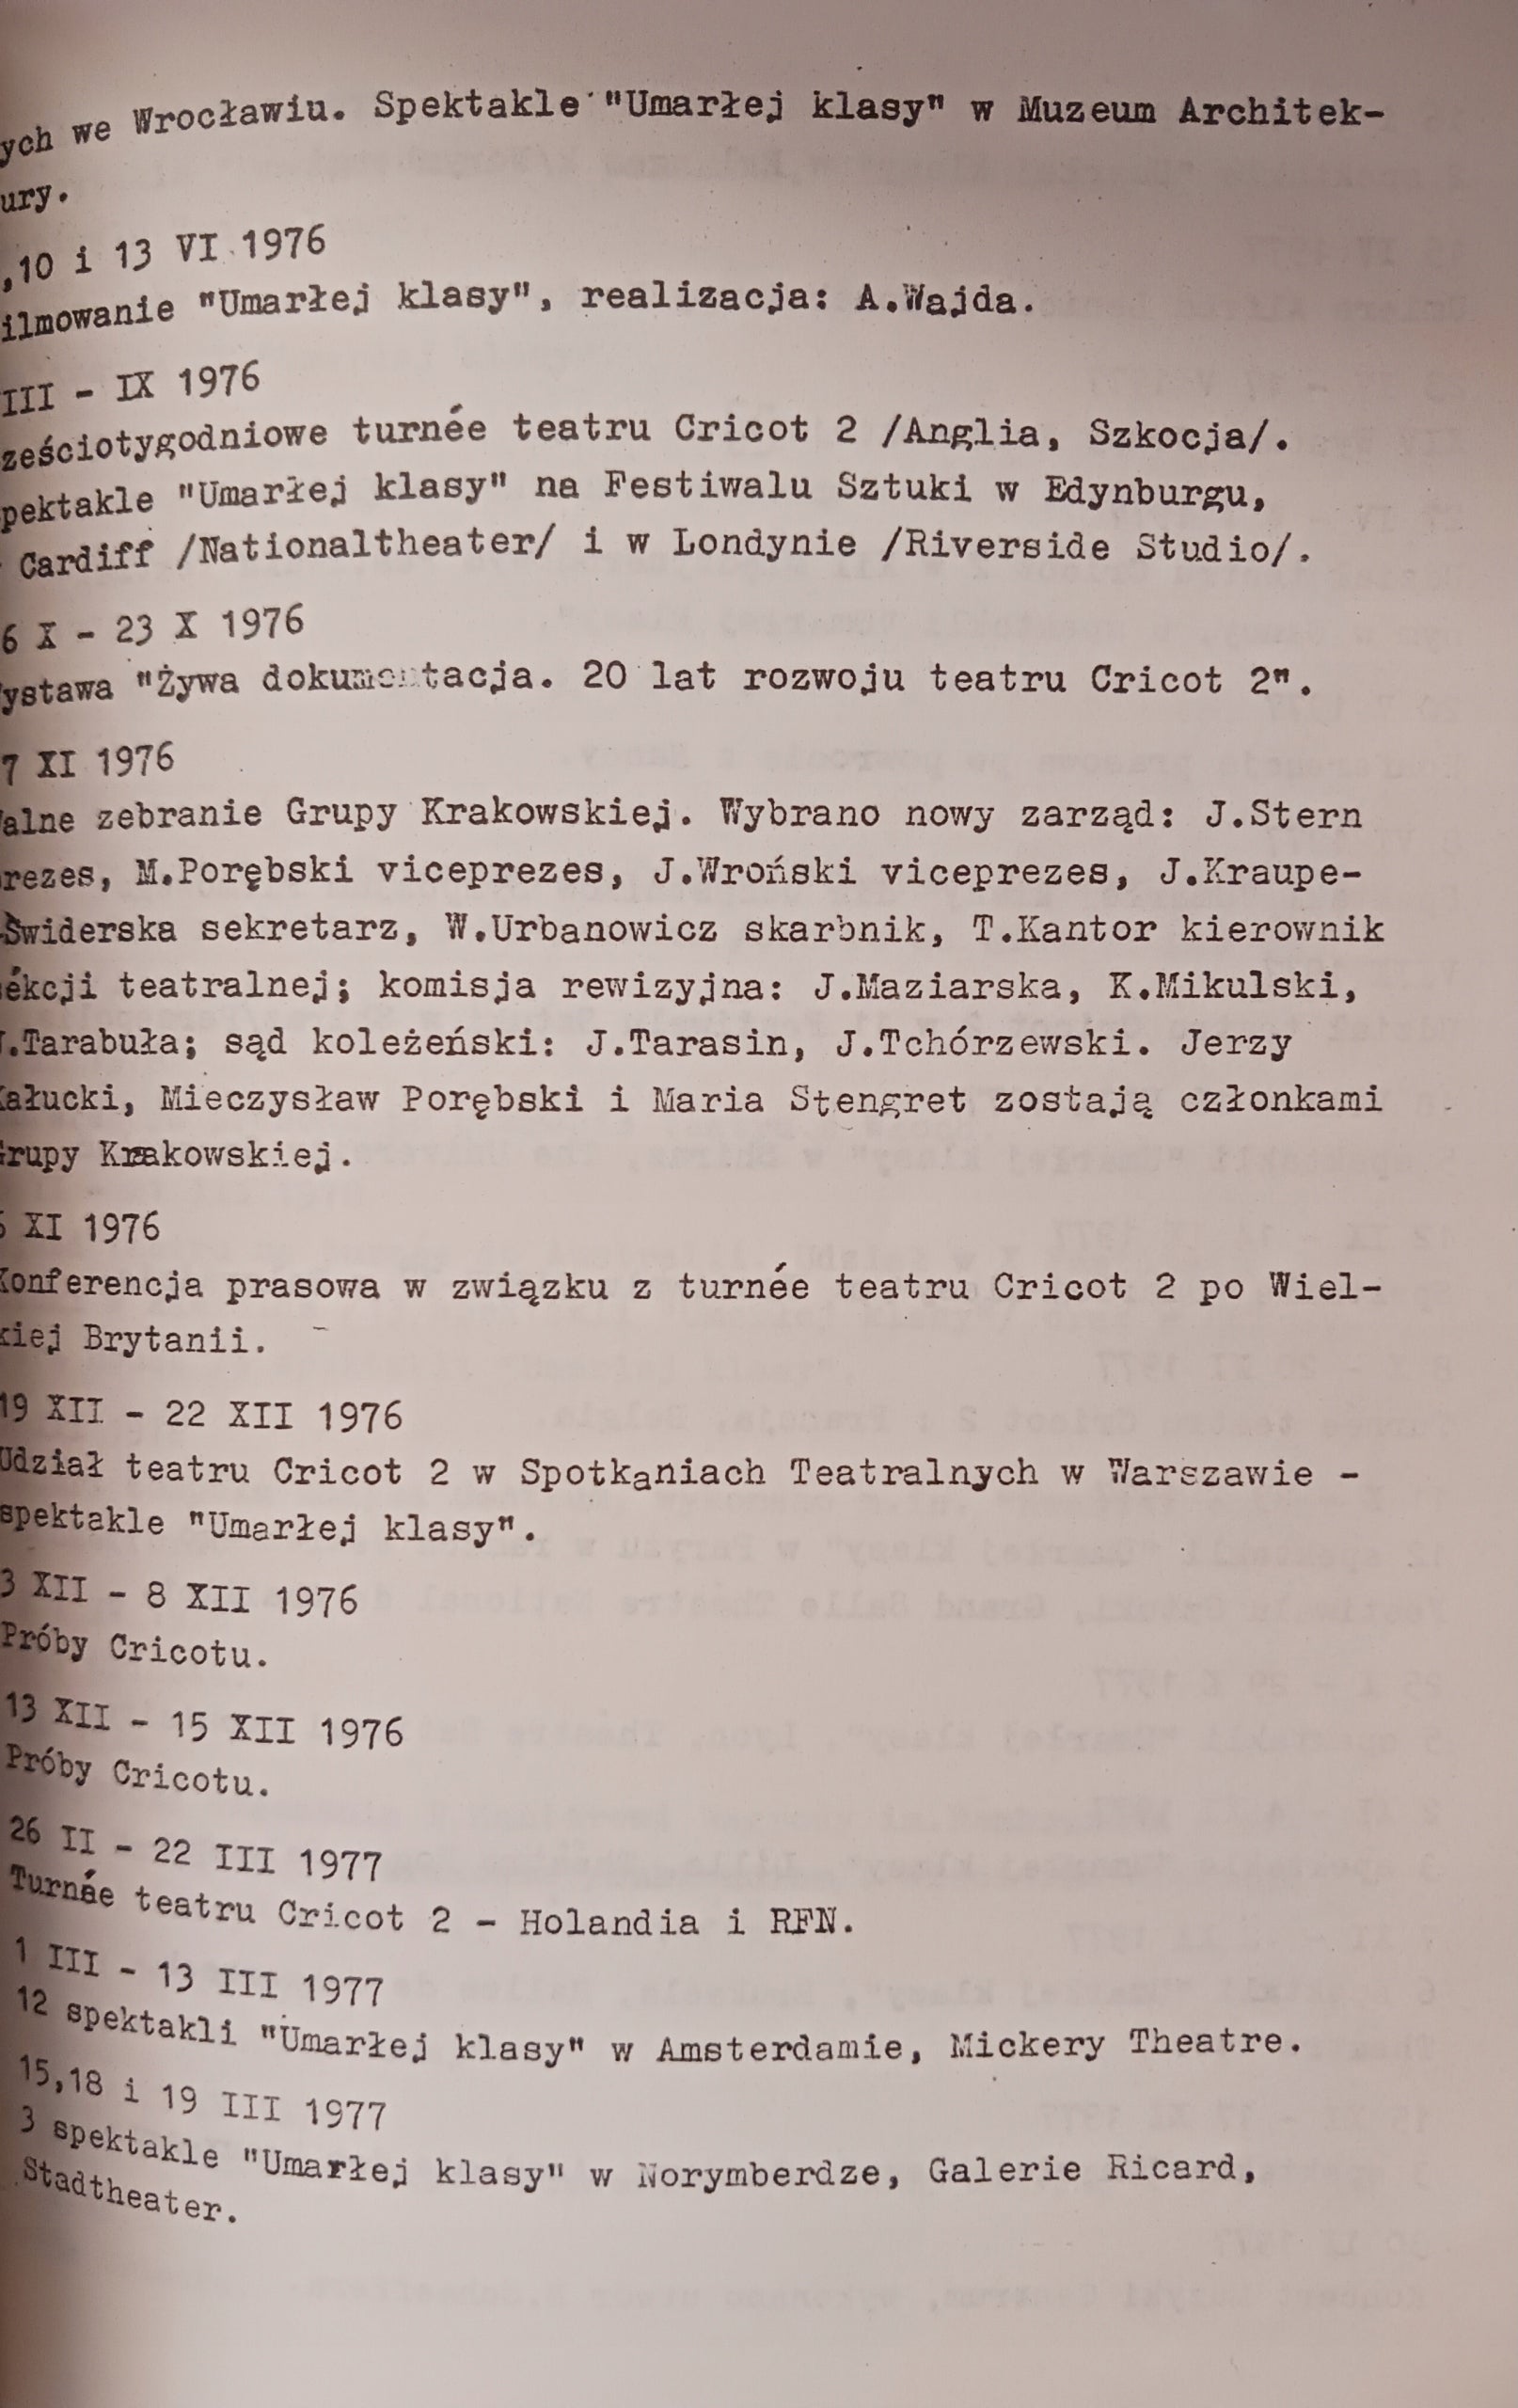 ych we Wrocławiu. Spektakle "Umarłej klasy" w Muzeum Architek-
ury.
,10 i 13 VI 1976
ilmowanie "Umarłej klasy", realizacja: A.Wajda.
III - IX 1976
ześciotygodniowe turnée teatru Cricot 2 /Anglia, Szkocja/.
pektakle "Umarłej klasy" na Festiwalu Sztuki w Edynburgu,
Cardiff /Nationaltheater/ i w Londynie /Riverside Studio/.
6 X - 23 X 1976
ystawa "Żywa dokumentacja. 20 lat rozwoju teatru Cricot 2".
7 XI 1976
alne zebranie Grupy Krakowskiej. Wybrano nowy zarząd: J.Stern
rezes, M.Porębski viceprezes, J.Wroński viceprezes, J.Kraupe-
-Świderska sekretarz, W.Urbanowicz skarbnik, T.Kantor kierownik
ékcji teatralnej; komisja rewizyjna: J.Maziarska, K.Mikulski,
.Tarabuła; sąd koleżeński: J.Tarasin, J.Tchórzewski. Jerzy
ałucki, Mieczysław Porębski i Maria Stengret zostają członkami
Grupy Krakowskiej.
6 XI 1976
Konferencja prasowa w związku z turnée teatru Cricot 2 po Wiel-
kiej Brytanii.
19 XII - 22 XII 1976
Udział teatru Cricot 2 w Spotkaniach Teatralnych w Warszawie -
spektakle "Umarłej klasy".
3 XII - 8 XII 1976
Próby Cricotu.
13 XII - 15 XII 1976
Próby Cricotu.
26 II - 22 III 1977
Turnáe teatru Cricot 2 - Holandia i RFN.
1 III - 13 III 1977
12 spektakli "Umarłej klasy" w Amsterdamie, Mickery Theatre.
15,18 i 19 III 1977
3 spektakle "Umarłej klasy" w Norymberdze, Galerie Ricard,
Stadtheater.